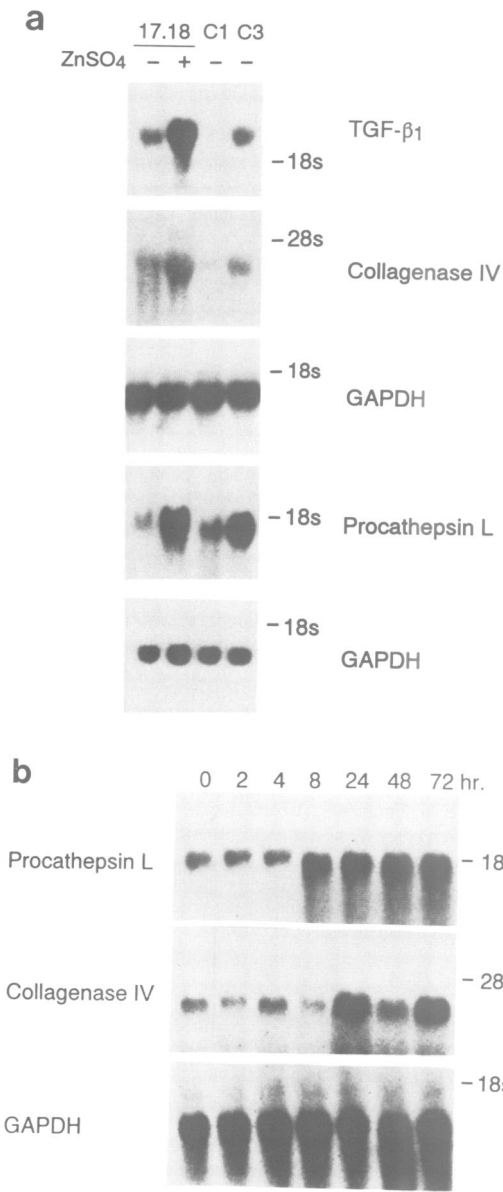 a
17.18 C1 C3
ZnSO4 – + – –
TGF-β1
–18s
–28s
Collagenase IV
–18s
GAPDH
–18s
Procathepsin L
–18s
GAPDH
b
0 2 4 8 24 48 72 hr.
Procathepsin L
– 18
Collagenase IV
– 28
–18s
GAPDH